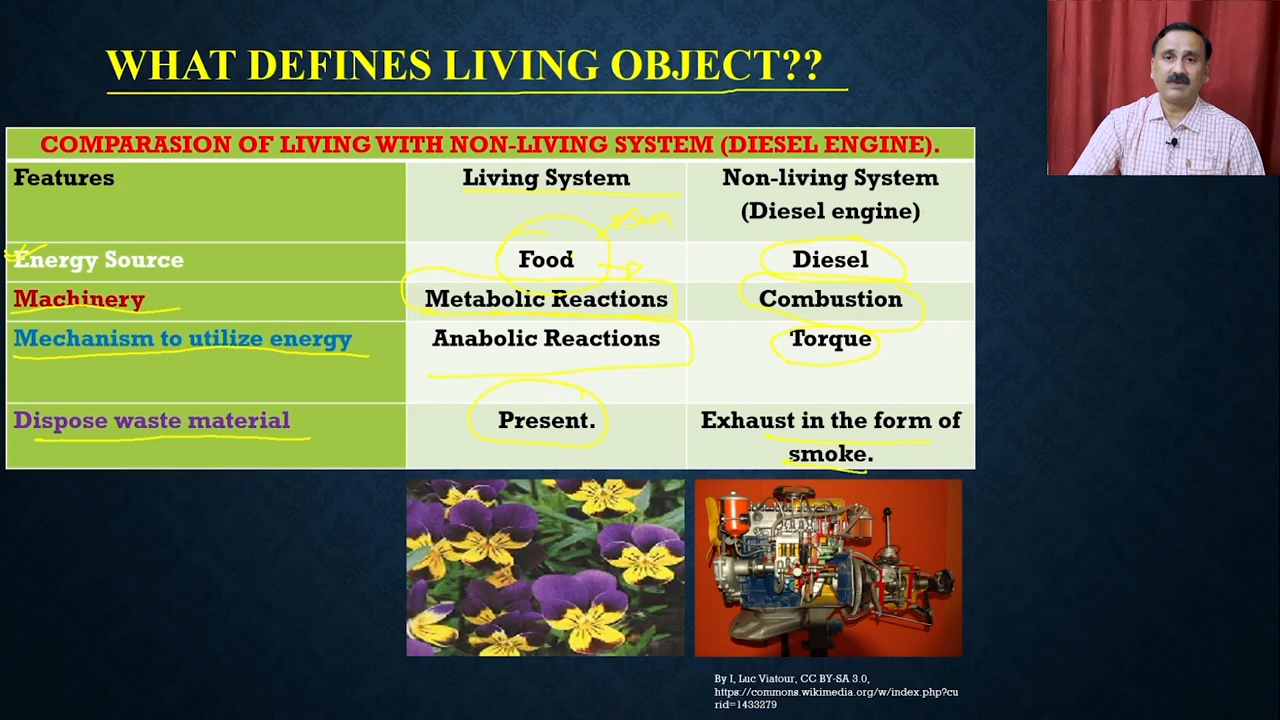 WHAT DEFINES LIVING OBJECT??
COMPARASION OF LIVING WITH NON-LIVING SYSTEM (DIESEL ENGINE).
Features
Living System
Non-living System
(Diesel engine)
Sun
Energy Source
Food
Diesel
P
Machinery
Metabolic Reactions
Combustion
Mechanism to utilize energy
Anabolic Reactions
Torque
Dispose waste material
Present.
Exhaust in the form of
smoke.
By I, Luc Viatour, CC BY-SA 3.0,
https://commons.wikimedia.org/w/index.php?cu
rid=1433279